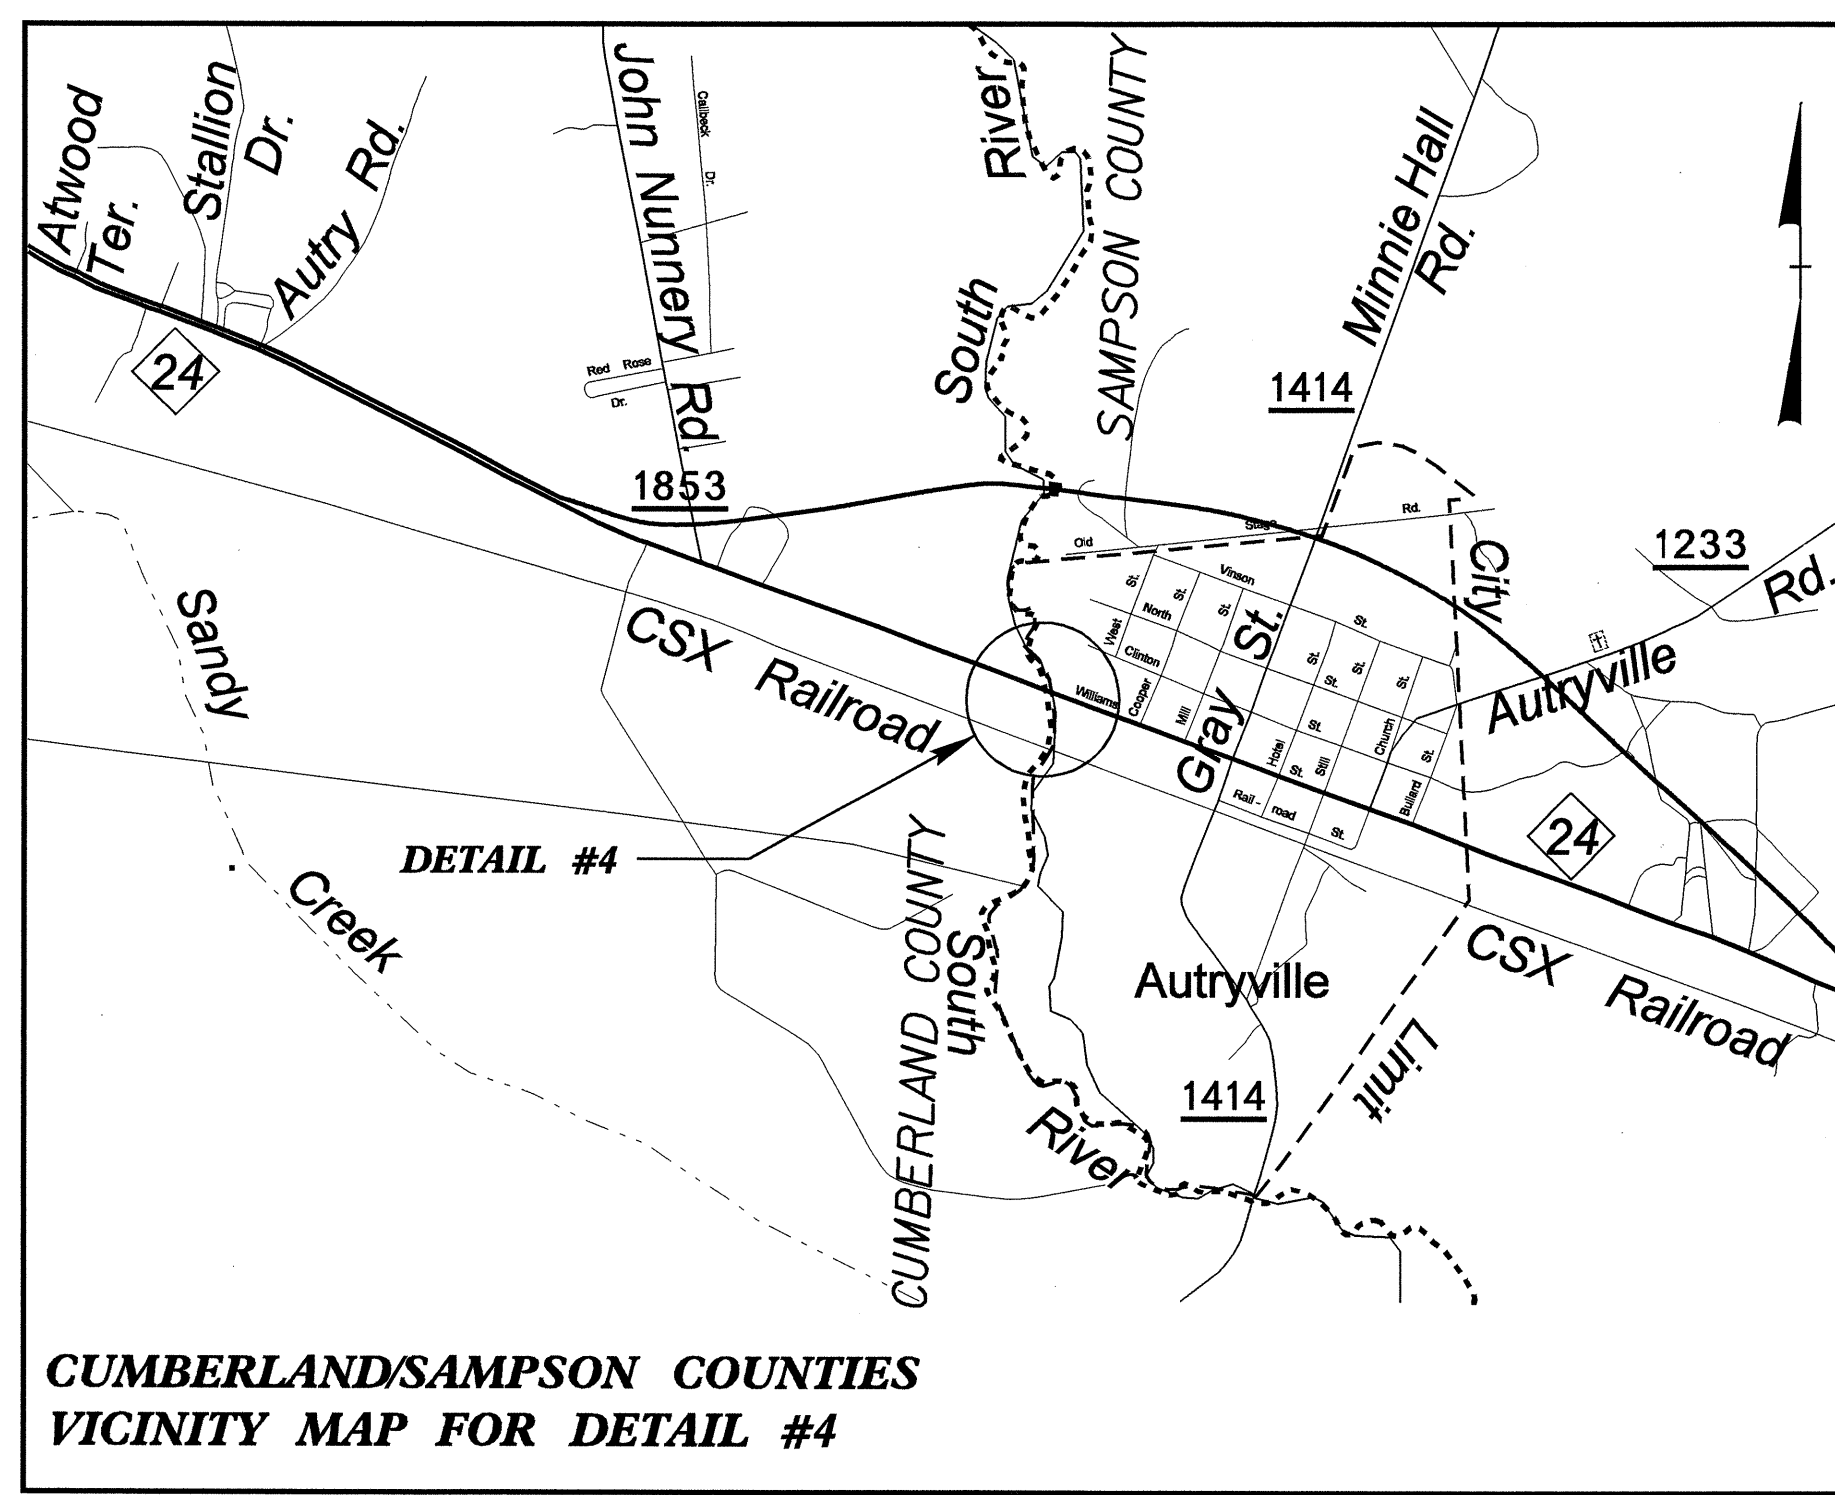 Atwood
Ter.
Stallion
Dr.
Autry Rd.
John Nunnery Rd.
Callbeck Dr.
River
South
SAMPSON COUNTY
Minnie Hall
Rd.
24
Red Rose
Dr.
1853
1414
1233
Old Stage Rd.
City
Rd.
Autryville
Vinson St.
North St.
Clinton St.
Williams St.
West St.
Cooper St.
Mill St.
Gray St.
Hotel St.
Still St.
Church St.
Bullard St.
Rail-road St.
Sandy
Creek
CSX Railroad
DETAIL #4
24
CUMBERLAND COUNTY
South
River
Autryville
1414
CSX Railroad
Limit
CUMBERLAND/SAMPSON COUNTIES
VICINITY MAP FOR DETAIL #4